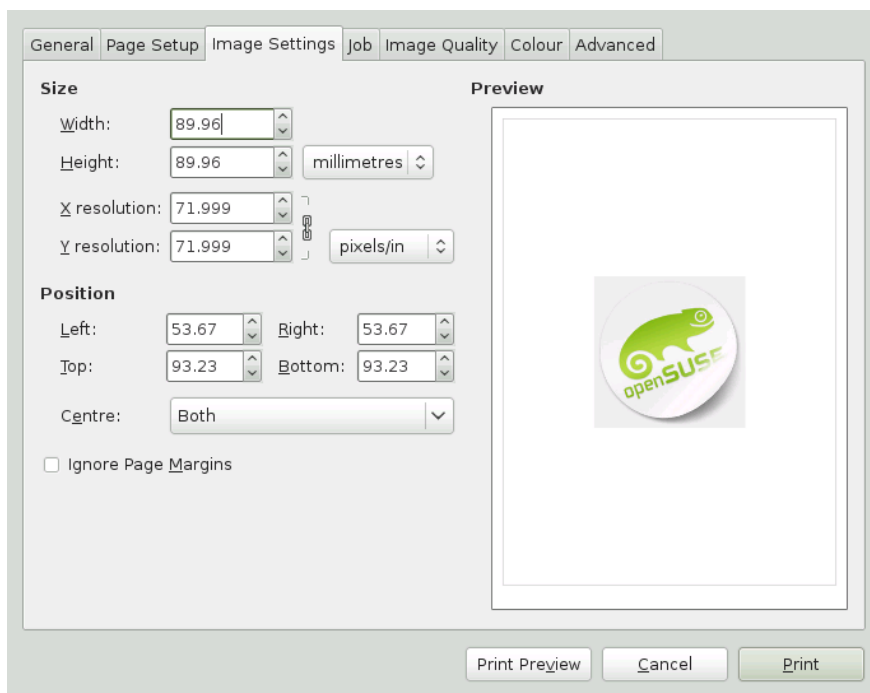 General Page Setup Image Settings Job Image Quality Colour Advanced
Size
Width: 89.96
Height: 89.96 millimetres
X resolution: 71.999
Y resolution: 71.999 pixels/in
Position
Left: 53.67 Right: 53.67
Top: 93.23 Bottom: 93.23
Centre: Both
Ignore Page Margins
Preview
openSUSE
Print Preview Cancel Print